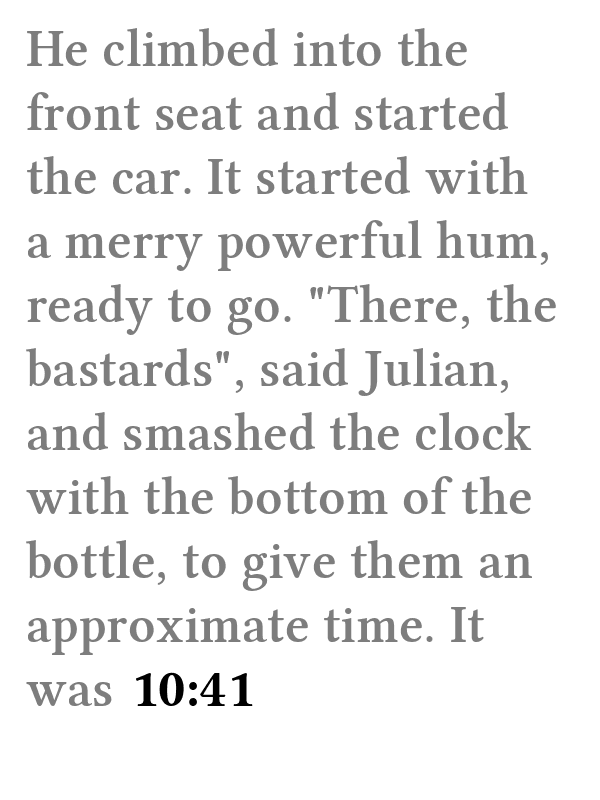 He climbed into the
front seat and started
the car. It started with
a merry powerful hum,
ready to go. "There, the
bastards", said Julian,
and smashed the clock
with the bottom of the
bottle, to give them an
approximate time. It
was 10:41